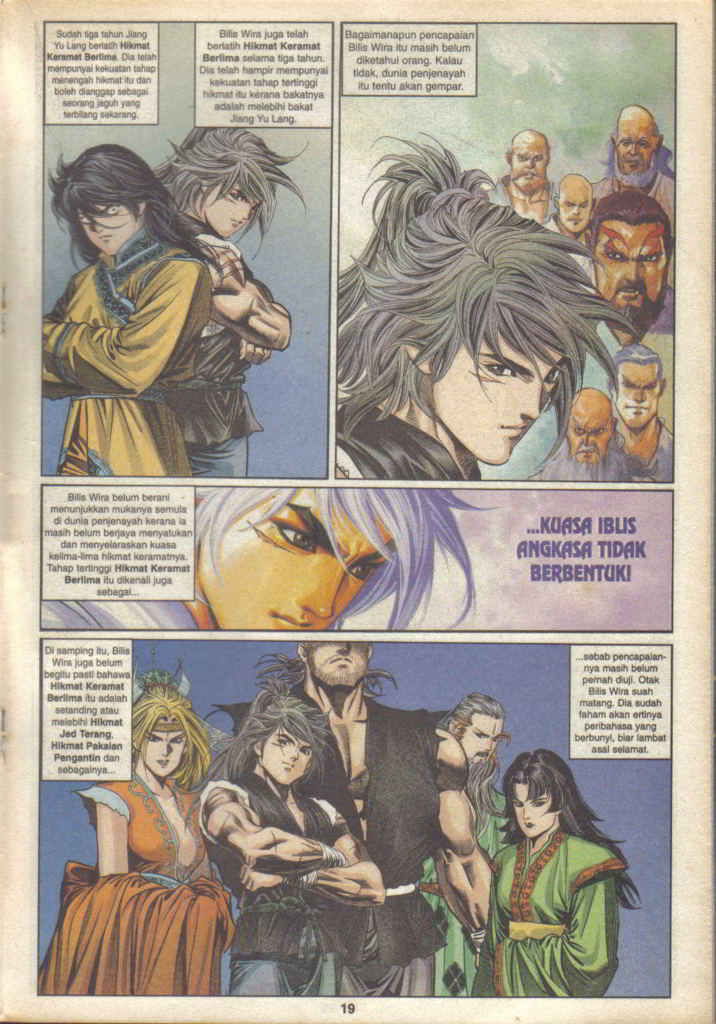 Sudah tiga tahun Jiang
Yu Lang berlatih Hikmat
Keramat Berlima. Dia telah
mempunyai kekuatan tahap
menengah hikmat itu dan
boleh dianggap sebagai
seorang jaguh yang
terbilang sekarang.
Bilis Wira juga telah
berlatih Hikmat Keramat
Berlima selama tiga tahun.
Dia telah hampir mempunyai
kekuatan tahap tertinggi
hikmat itu kerana bakatnya
adalah melebihi bakat
Jiang Yu Lang.
Bagaimanapun pencapaian
Bilis Wira itu masih belum
diketahui orang. Kalau
tidak, dunia penjenayah
itu tentu akan gempar.
Bilis Wira belum berani
menunjukkan mukanya semula
di dunia penjenayah kerana ia
masih belum berjaya menyatukan
dan menyelaraskan kuasa
kelima-lima hikmat keramatnya.
Tahap tertinggi Hikmat Keramat
Berlima itu dikenali juga
sebagai...
...KUASA IBLIS
ANGKASA TIDAK
BERBENTUK!
Di samping itu, Bilis
Wira juga belum
begitu pasti bahawa
Hikmat Keramat
Berlima itu adalah
setanding atau
melebihi Hikmat
Jed Terang,
Hikmat Pakaian
Pengantin dan
sebagainya...
...sebab pencapaian-
nya masih belum
pernah diuji. Otak
Bilis Wira suah
matang. Dia sudah
faham akan ertinya
peribahasa yang
berbunyi, biar lambat
asal selamat.
19